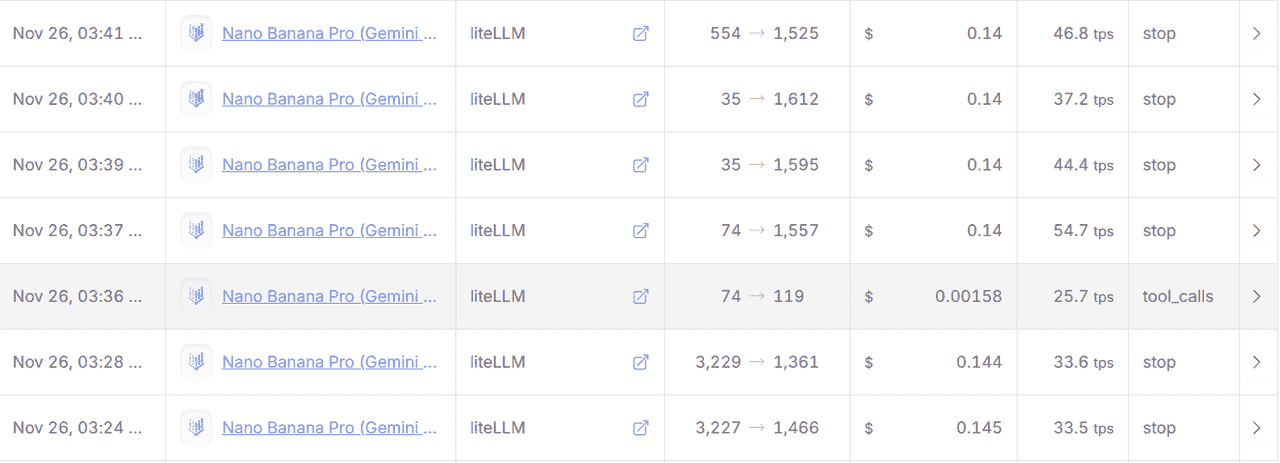 Nov 26, 03:41 ... Nano Banana Pro (Gemini ... liteLLM 554 → 1,525 $ 0.14 46.8 tps stop
Nov 26, 03:40 ... Nano Banana Pro (Gemini ... liteLLM 35 → 1,612 $ 0.14 37.2 tps stop
Nov 26, 03:39 ... Nano Banana Pro (Gemini ... liteLLM 35 → 1,595 $ 0.14 44.4 tps stop
Nov 26, 03:37 ... Nano Banana Pro (Gemini ... liteLLM 74 → 1,557 $ 0.14 54.7 tps stop
Nov 26, 03:36 ... Nano Banana Pro (Gemini ... liteLLM 74 → 119 $ 0.00158 25.7 tps tool_calls
Nov 26, 03:28 ... Nano Banana Pro (Gemini ... liteLLM 3,229 → 1,361 $ 0.144 33.6 tps stop
Nov 26, 03:24 ... Nano Banana Pro (Gemini ... liteLLM 3,227 → 1,466 $ 0.145 33.5 tps stop